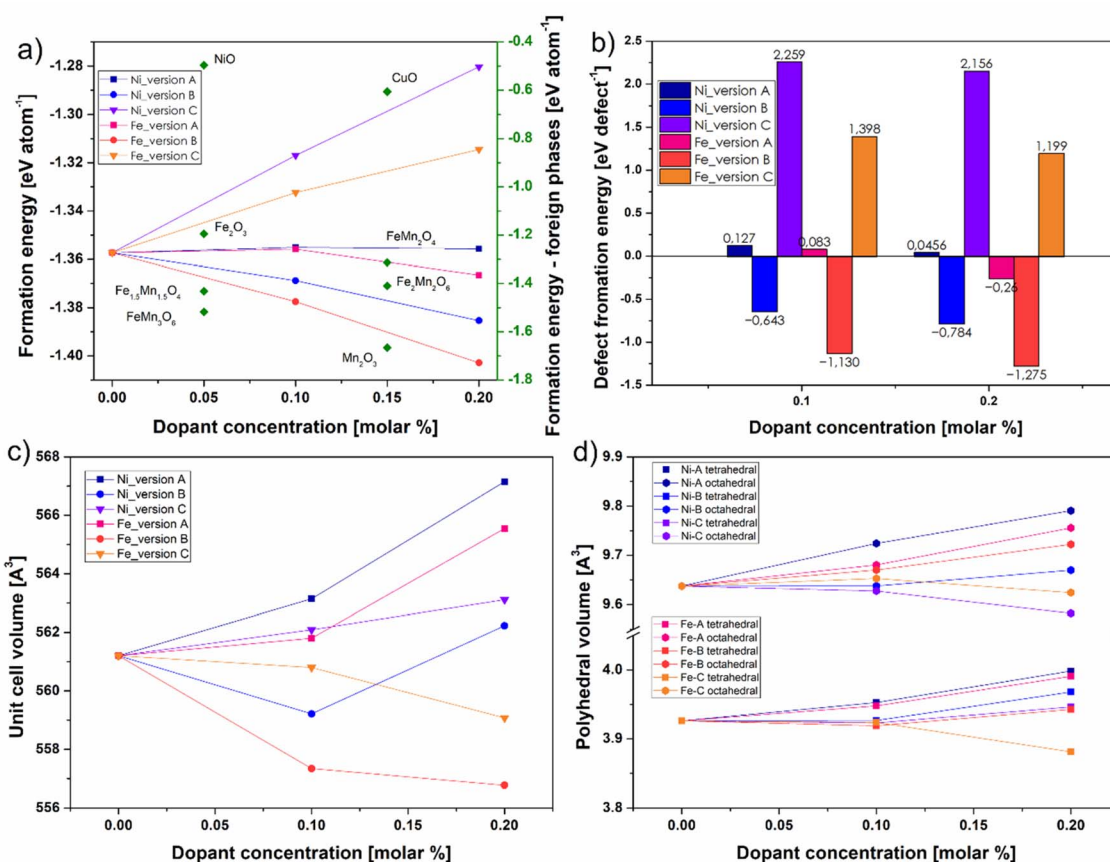 a)
Formation energy [eV atom⁻¹]
-1.28
-1.30
-1.32
-1.34
-1.36
-1.38
-1.40
NiO
CuO
Ni_version A
Ni_version B
Ni_version C
Fe_version A
Fe_version B
Fe_version C
Fe₂O₃
FeMn₂O₄
Fe₁.₅Mn₁.₅O₄
Fe₂Mn₂O₆
FeMn₃O₆
Mn₂O₃
-0.4
-0.6
-0.8
-1.0
-1.2
-1.4
-1.6
-1.8
Formation energy - foreign phases [eV atom⁻¹]
0.00 0.05 0.10 0.15 0.20
Dopant concentration [molar %]
b)
Defect fromation energy [eV defect⁻¹]
2.5
2.0
1.5
1.0
0.5
0.0
-0.5
-1.0
-1.5
Ni_version A
Ni_version B
Ni_version C
Fe_version A
Fe_version B
Fe_version C
2,259
2,156
1,398
1,199
0,127
0,083
0,0456
-0,26
-0,643
-0,784
-1,130
-1,275
0.1 0.2
Dopant concentration [molar %]
c)
Unit cell volume [A³]
568
566
564
562
560
558
556
Ni_version A
Ni_version B
Ni_version C
Fe_version A
Fe_version B
Fe_version C
0.00 0.05 0.10 0.15 0.20
Dopant concentration [molar %]
d)
Polyhedral volume [A³]
9.9
9.8
9.7
9.6
4.0
3.9
3.8
Ni-A tetrahedral
Ni-A octahedral
Ni-B tetrahedral
Ni-B octahedral
Ni-C tetrahedral
Ni-C octahedral
Fe-A tetrahedral
Fe-A octahedral
Fe-B tetrahedral
Fe-B octahedral
Fe-C tetrahedral
Fe-C octahedral
0.00 0.05 0.10 0.15 0.20
Dopant concentration [molar %]